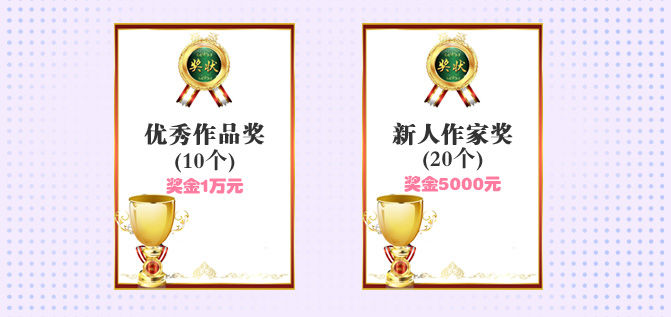 奖状
优秀作品奖
(10个)
奖金1万元
奖状
新人作家奖
(20个)
奖金5000元